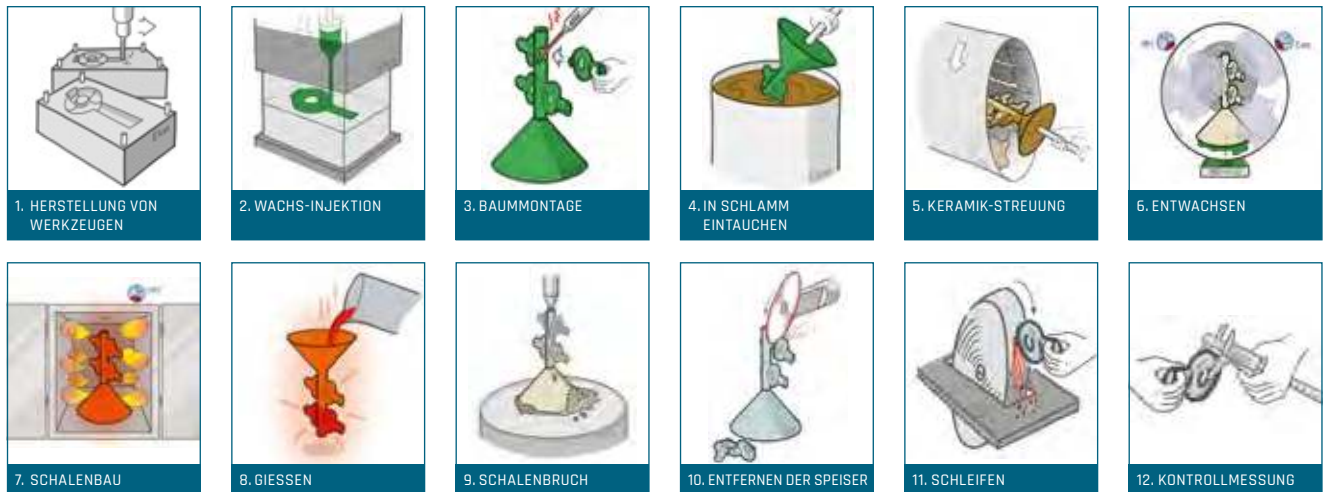 1. HERSTELLUNG VON
WERKZEUGEN
2. WACHS-INJEKTION
3. BAUMMONTAGE
4. IN SCHLAMM
EINTAUCHEN
5. KERAMIK-STREUUNG
6. ENTWACHSEN
7. SCHALENBAU
8. GIESSEN
9. SCHALENBRUCH
10. ENTFERNEN DER SPEISER
11. SCHLEIFEN
12. KONTROLLMESSUNG